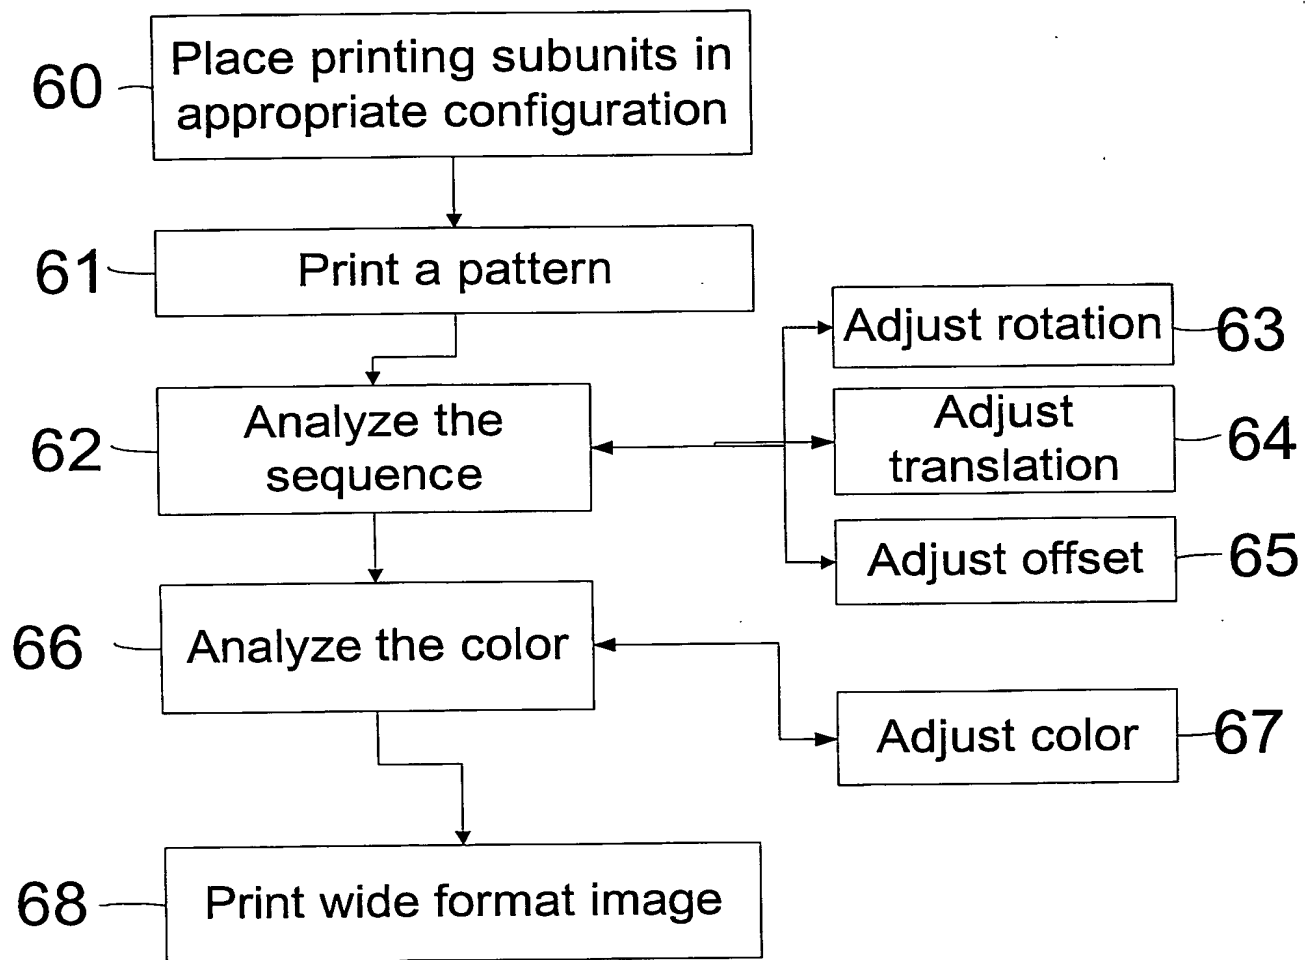 60
Place printing subunits in
appropriate configuration
61
Print a pattern
62
Analyze the
sequence
Adjust rotation
63
Adjust
translation
64
Adjust offset
65
66
Analyze the color
Adjust color
67
68
Print wide format image